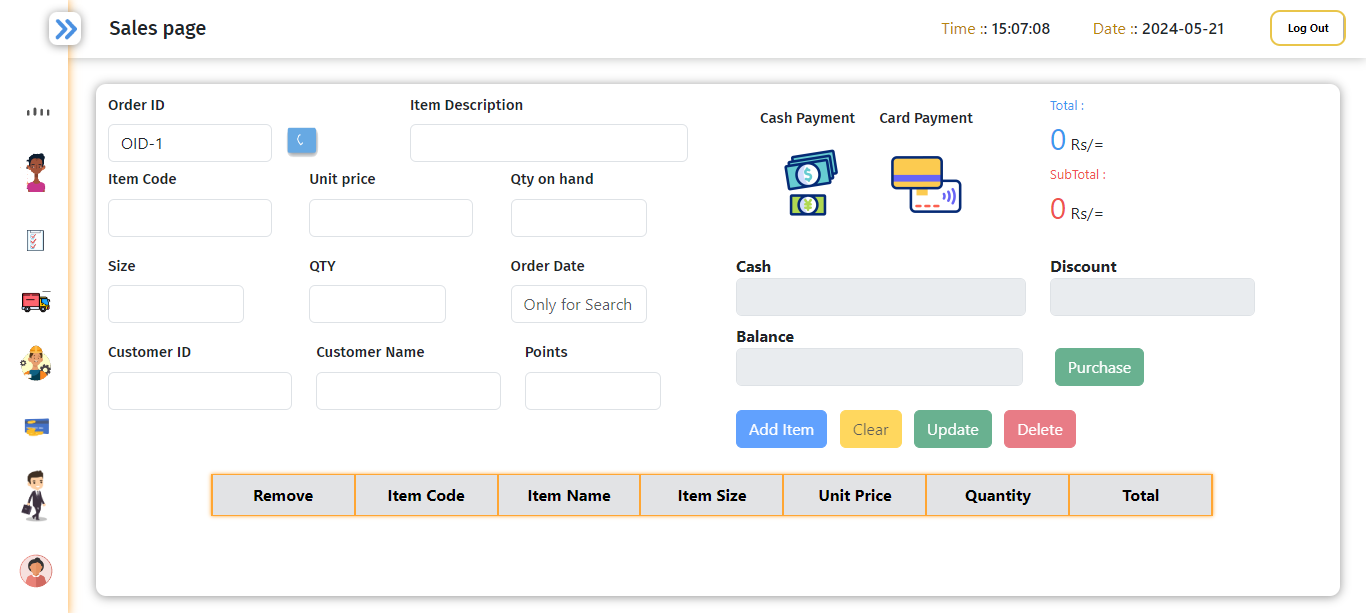 Sales page
Time :: 15:07:08
Date :: 2024-05-21
Log Out
Order ID
Item Description
OID-1
Item Code
Unit price
Qty on hand
Size
QTY
Order Date
Only for Search
Customer ID
Customer Name
Points
Cash Payment
Card Payment
Total :
0 Rs/=
SubTotal :
0 Rs/=
Cash
Discount
Balance
Purchase
Add Item
Clear
Update
Delete
Remove
Item Code
Item Name
Item Size
Unit Price
Quantity
Total